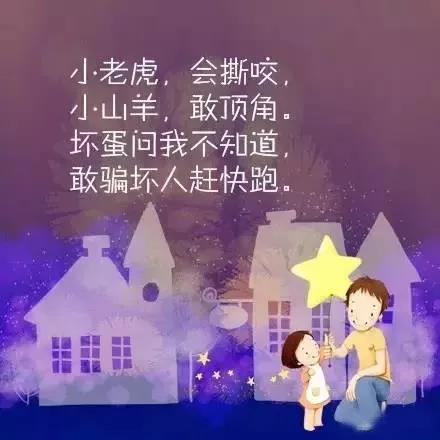 小老虎，会撕咬，
小山羊，敢顶角。
坏蛋问我不知道，
敢骗坏人赶快跑。